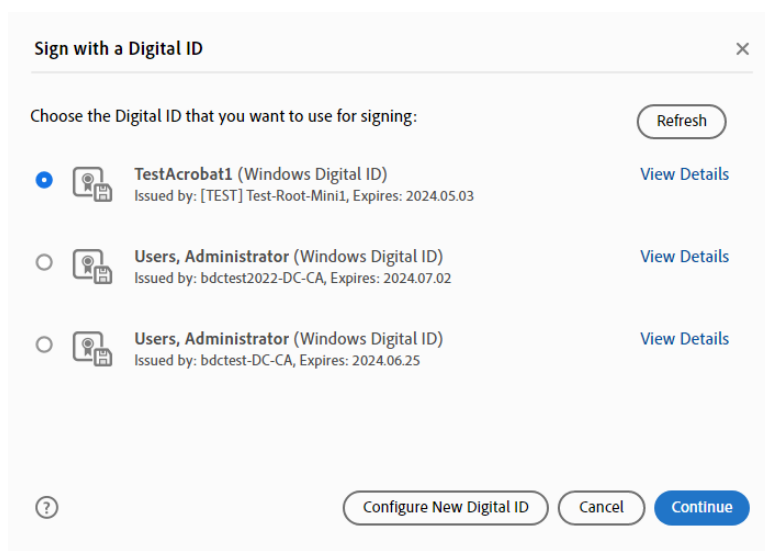 Sign with a Digital ID
Choose the Digital ID that you want to use for signing:
Refresh
TestAcrobat1 (Windows Digital ID)
View Details
Issued by: [TEST] Test-Root-Mini1, Expires: 2024.05.03
Users, Administrator (Windows Digital ID)
View Details
Issued by: bdctest2022-DC-CA, Expires: 2024.07.02
Users, Administrator (Windows Digital ID)
View Details
Issued by: bdctest-DC-CA, Expires: 2024.06.25
?
Configure New Digital ID
Cancel
Continue